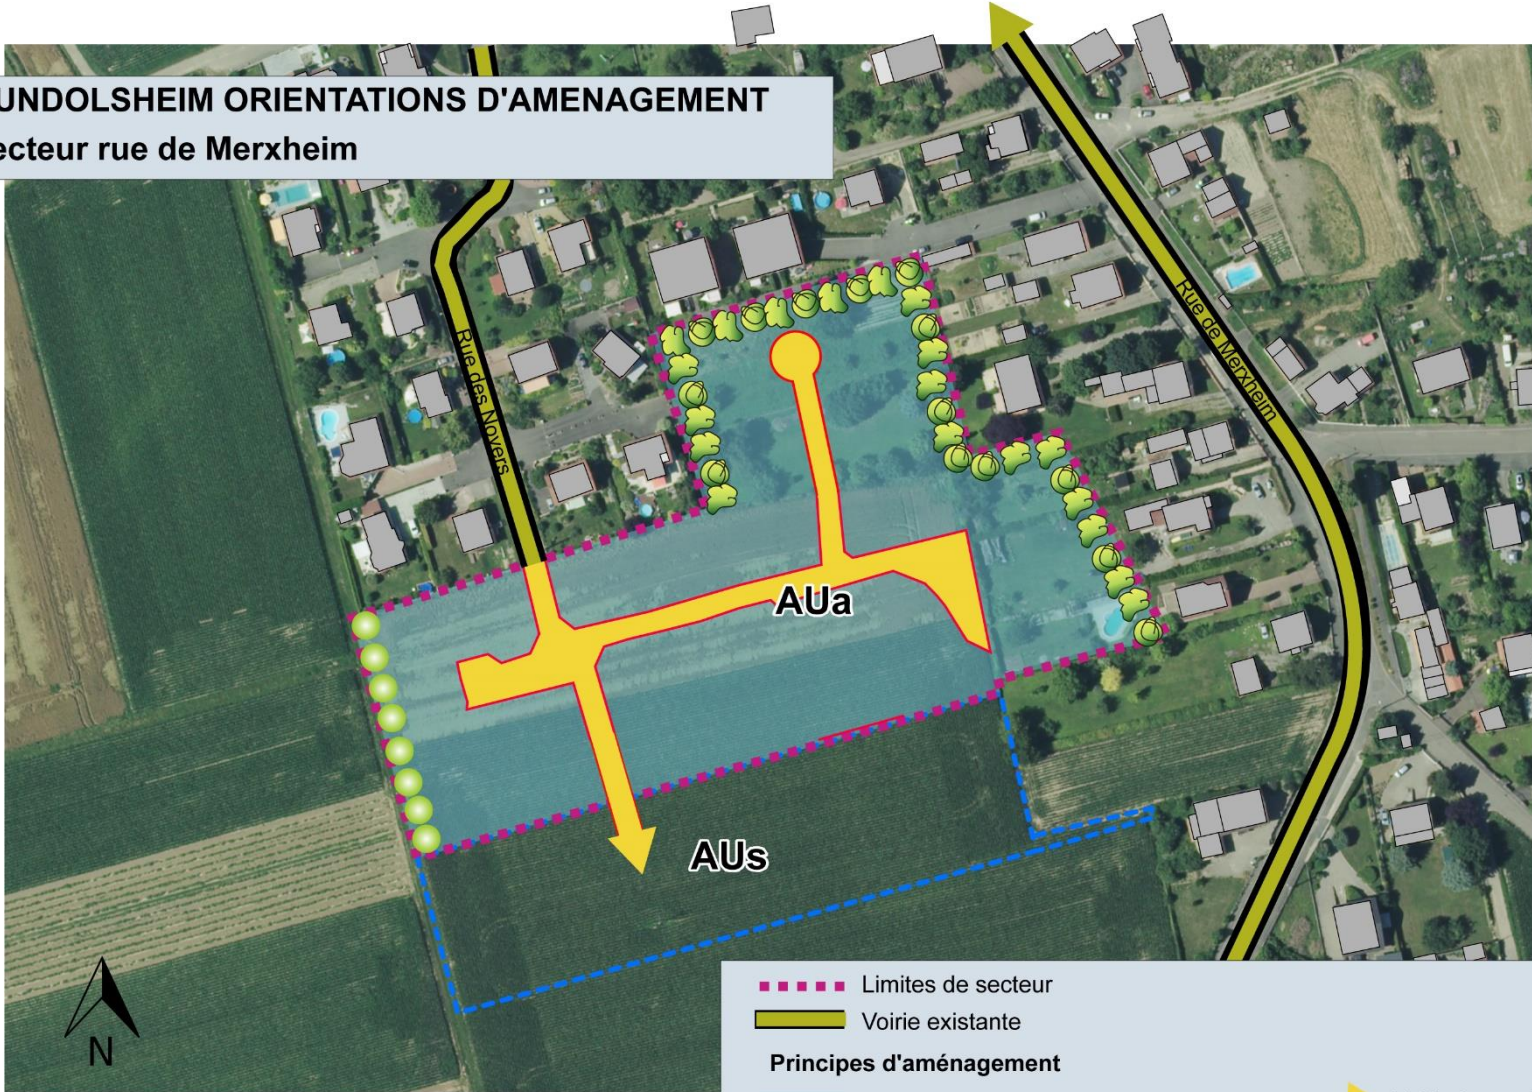 UNDOLSHEIM ORIENTATIONS D'AMENAGEMENT
ecteur rue de Merxheim
Rue de Merxheim
Rue des Noyers
AUa
AUs
N
Limites de secteur
Voirie existante
Principes d'aménagement